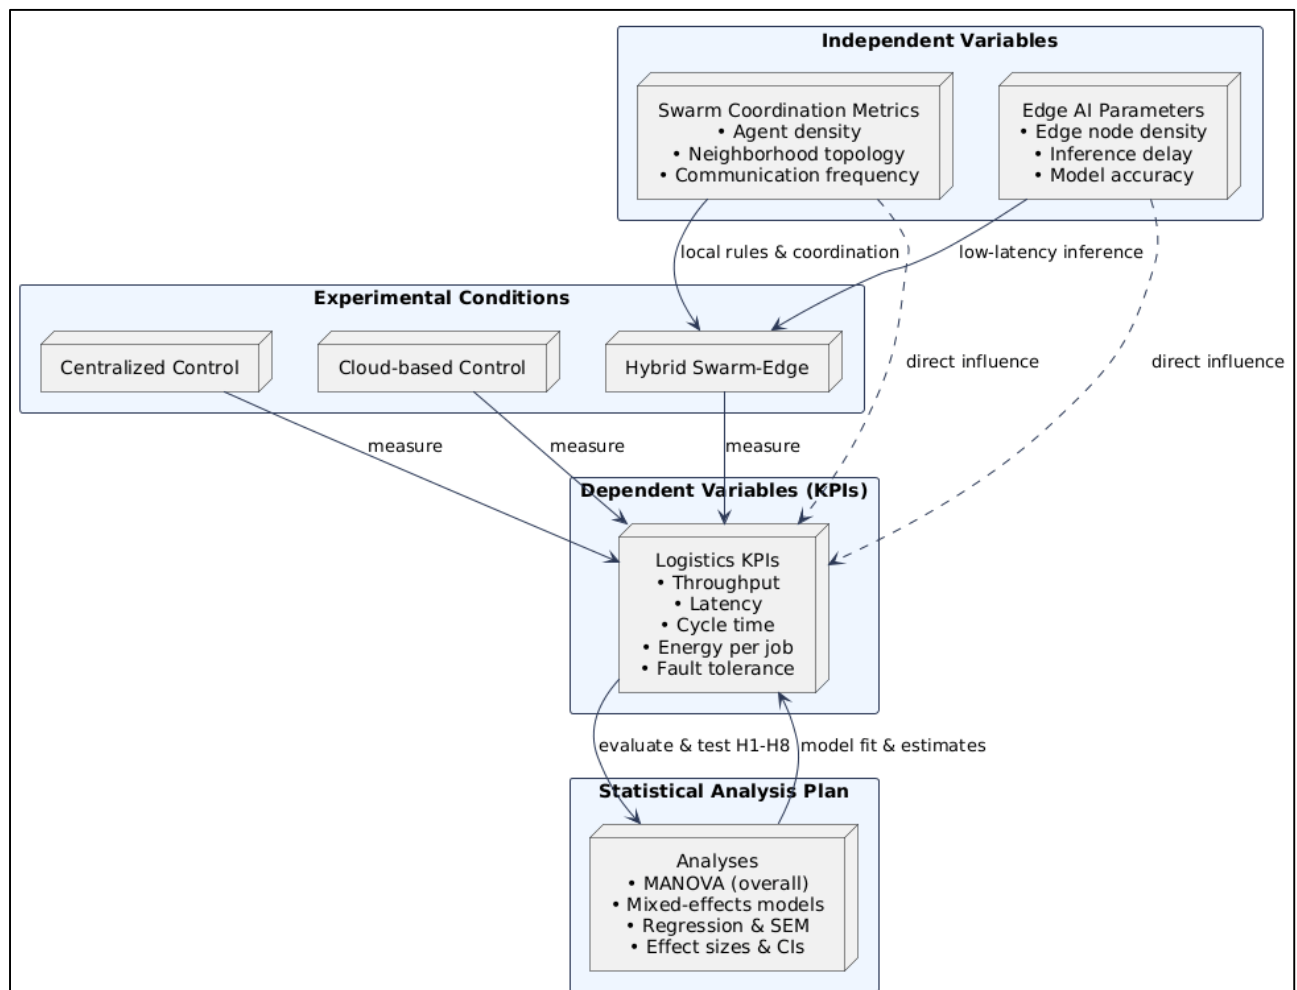 Independent Variables
Swarm Coordination Metrics
• Agent density
• Neighborhood topology
• Communication frequency
Edge AI Parameters
• Edge node density
• Inference delay
• Model accuracy
local rules & coordination
low-latency inference
Experimental Conditions
Centralized Control
Cloud-based Control
Hybrid Swarm-Edge
direct influence
direct influence
measure
measure
measure
Dependent Variables (KPIs)
Logistics KPIs
• Throughput
• Latency
• Cycle time
• Energy per job
• Fault tolerance
evaluate & test H1-H8
model fit & estimates
Statistical Analysis Plan
Analyses
• MANOVA (overall)
• Mixed-effects models
• Regression & SEM
• Effect sizes & CIs